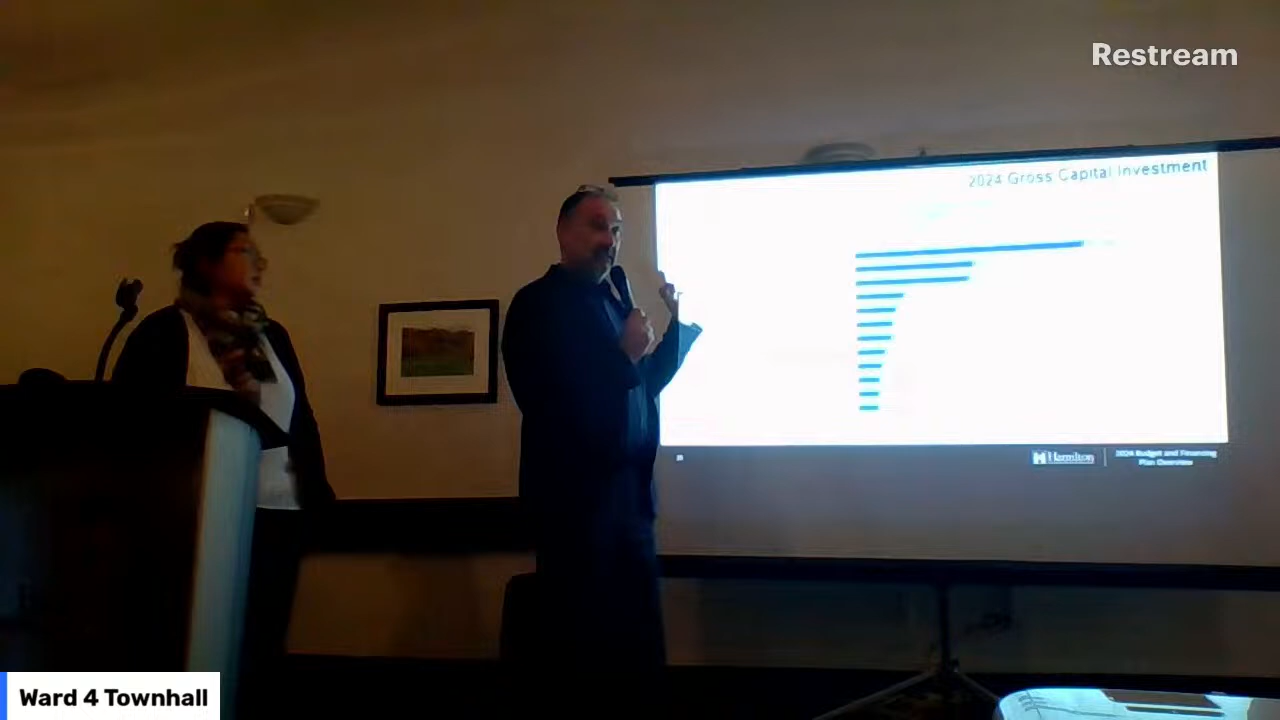 Restream
2024 Gross Capital Investment
Hamilton
2024 Budget and Financing
Plan Overview
Ward 4 Townhall